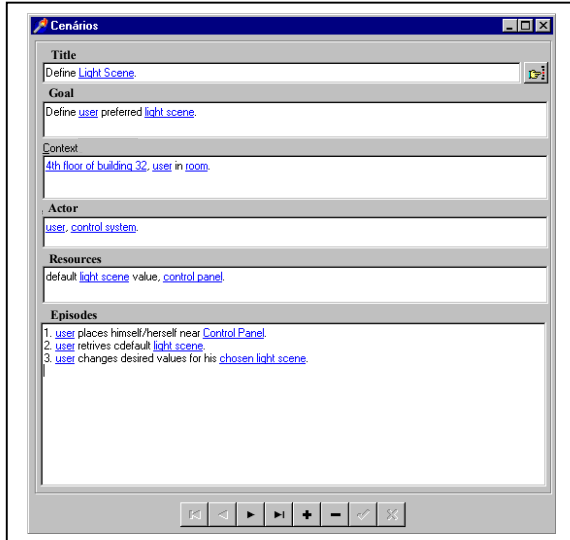 Cenários
Title
Define Light Scene.
Goal
Define user preferred light scene.
Context
4th floor of building 32, user in room.
Actor
user, control system.
Resources
default light scene value, control panel.
Episodes
1. user places himself/herself near Control Panel.
2. user retrives cdefault light scene.
3. user changes desired values for his chosen light scene.